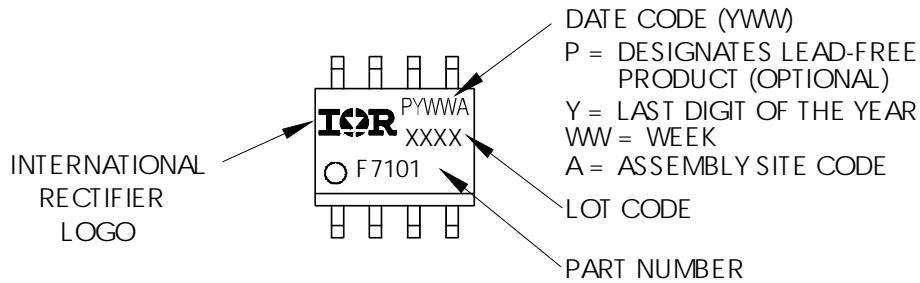 DATE CODE (YWW)
P = DESIGNATES LEAD-FREE
PRODUCT (OPTIONAL)
Y = LAST DIGIT OF THE YEAR
WW = WEEK
A = ASSEMBLY SITE CODE
LOT CODE
PART NUMBER
INTERNATIONAL
RECTIFIER
LOGO
IOR
PYWWA
XXXX
F7101